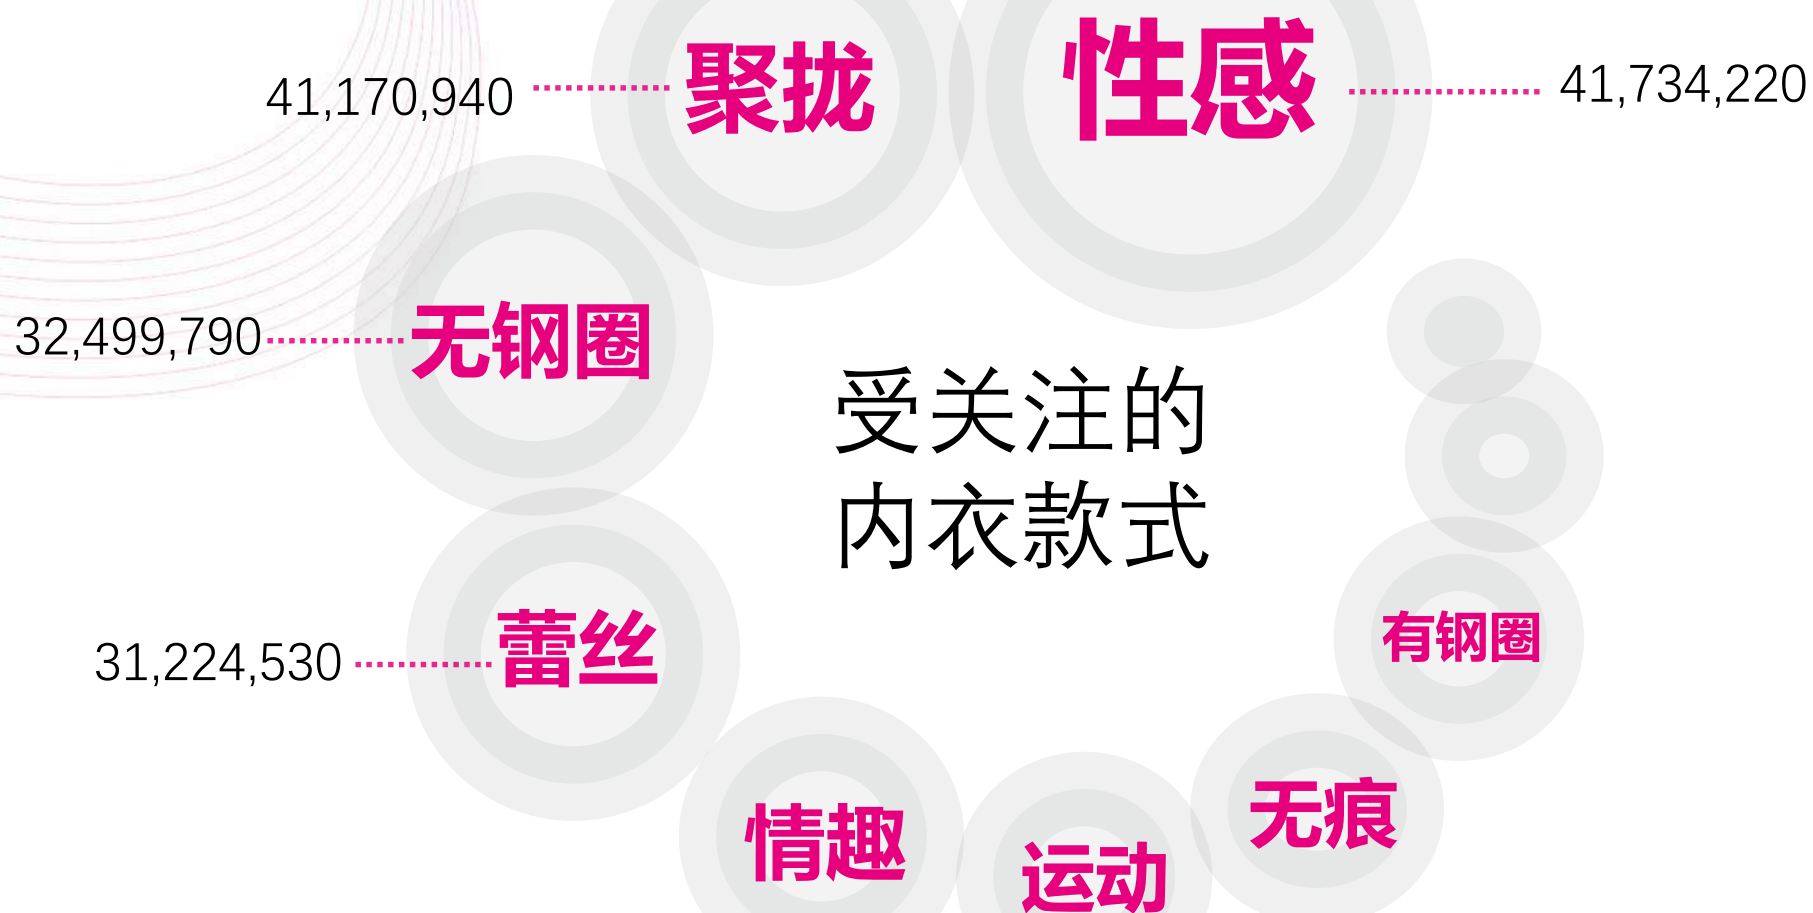 41,170,940
聚拢
性感
41,734,220
32,499,790
无钢圈
受关注的
内衣款式
31,224,530
蕾丝
有钢圈
情趣
无痕
运动